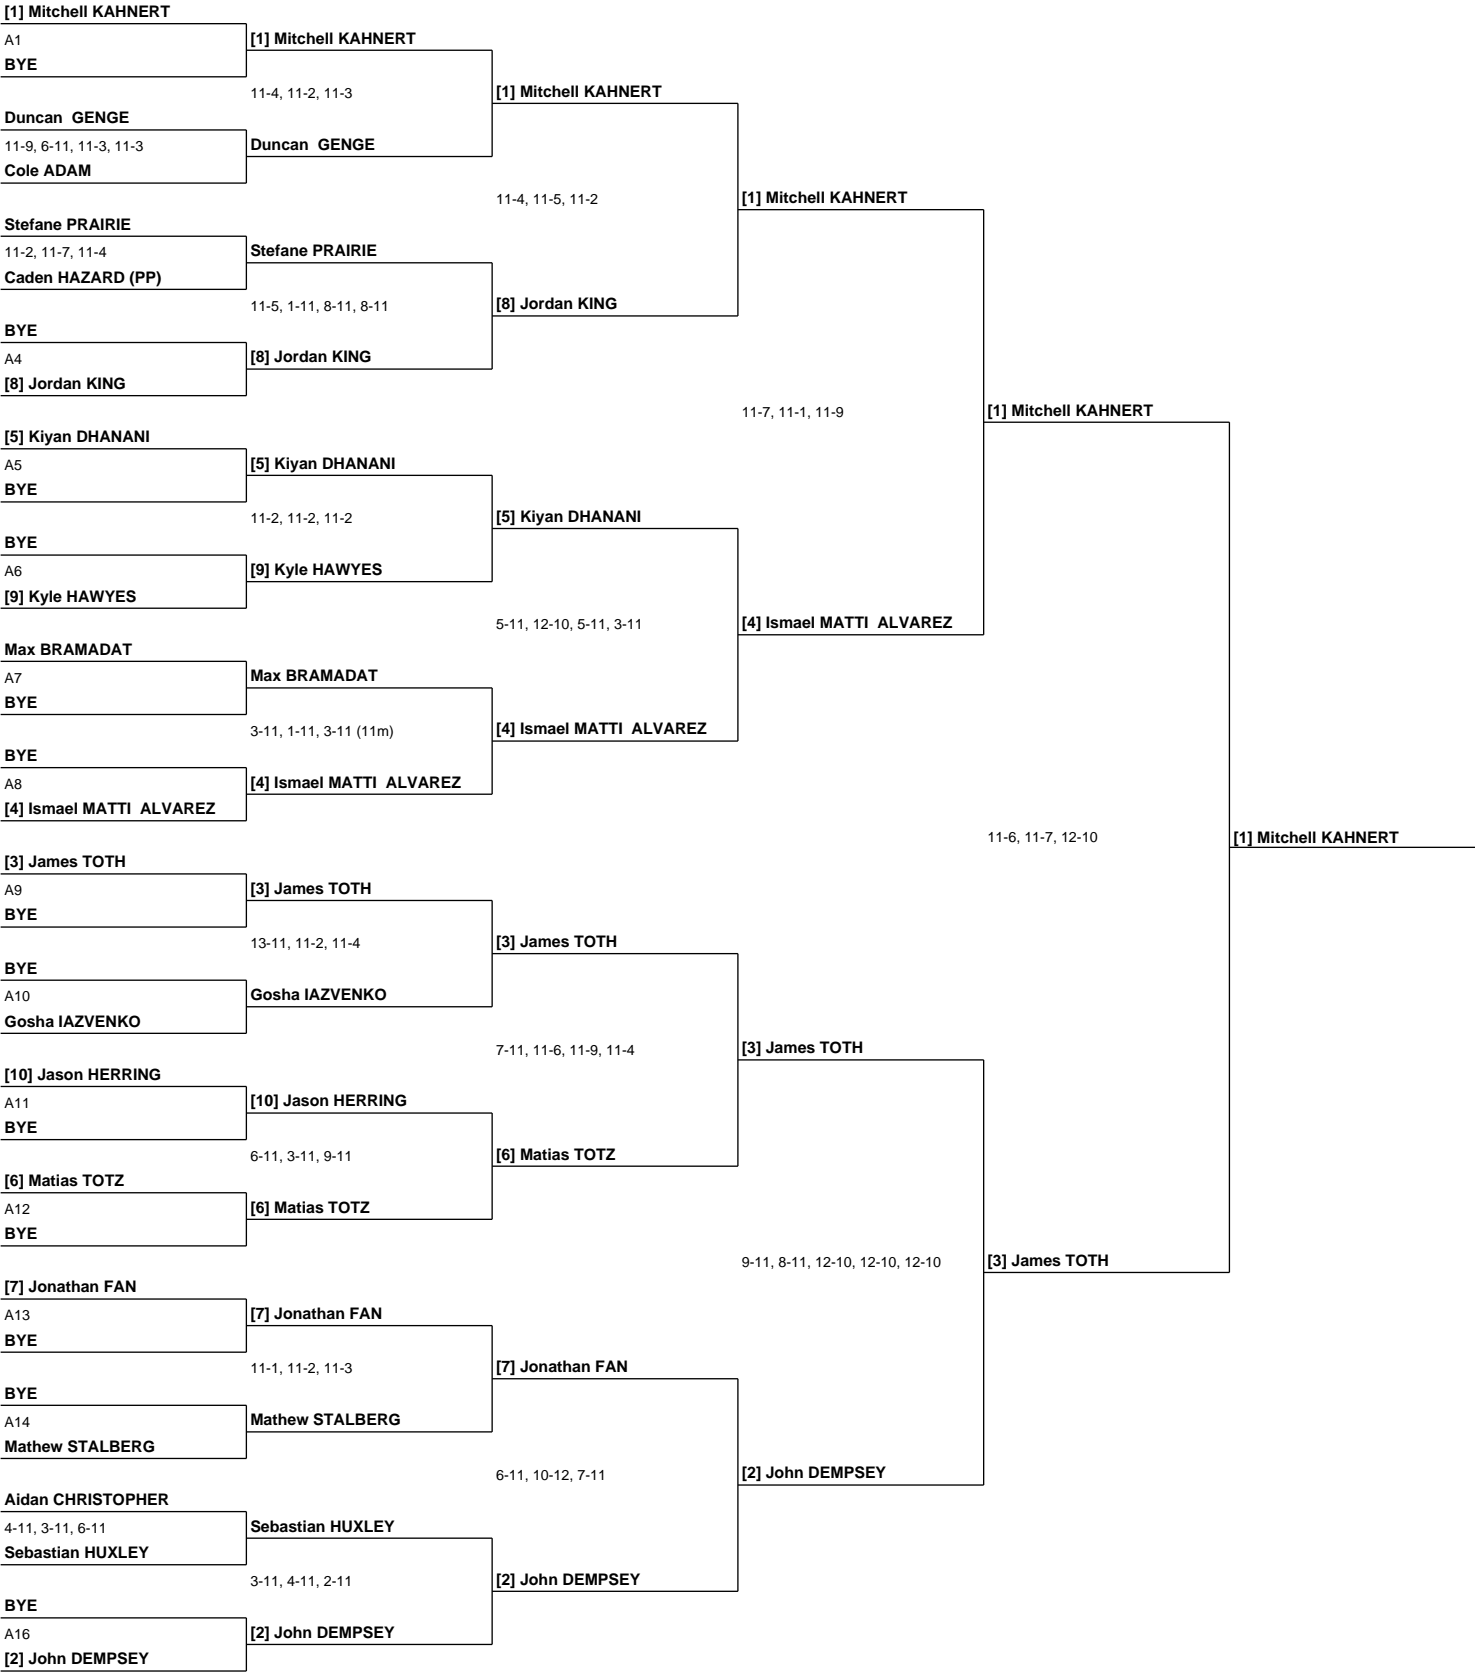 [1] Mitchell KAHNERT
A1
[1] Mitchell KAHNERT
BYE
11-4, 11-2, 11-3
[1] Mitchell KAHNERT
Duncan  GENGE
11-9, 6-11, 11-3, 11-3
Duncan  GENGE
Cole ADAM
11-4, 11-5, 11-2
[1] Mitchell KAHNERT
Stefane PRAIRIE
11-2, 11-7, 11-4
Stefane PRAIRIE
Caden HAZARD (PP)
11-5, 1-11, 8-11, 8-11
[8] Jordan KING
BYE
A4
[8] Jordan KING
[8] Jordan KING
11-7, 11-1, 11-9
[1] Mitchell KAHNERT
[5] Kiyan DHANANI
A5
[5] Kiyan DHANANI
BYE
11-2, 11-2, 11-2
[5] Kiyan DHANANI
BYE
A6
[9] Kyle HAWYES
[9] Kyle HAWYES
5-11, 12-10, 5-11, 3-11
[4] Ismael MATTI  ALVAREZ
Max BRAMADAT
A7
Max BRAMADAT
BYE
3-11, 1-11, 3-11 (11m)
[4] Ismael MATTI  ALVAREZ
BYE
A8
[4] Ismael MATTI  ALVAREZ
[4] Ismael MATTI  ALVAREZ
11-6, 11-7, 12-10
[1] Mitchell KAHNERT
[3] James TOTH
A9
[3] James TOTH
BYE
13-11, 11-2, 11-4
[3] James TOTH
BYE
A10
Gosha IAZVENKO
Gosha IAZVENKO
7-11, 11-6, 11-9, 11-4
[3] James TOTH
[10] Jason HERRING
A11
[10] Jason HERRING
BYE
6-11, 3-11, 9-11
[6] Matias TOTZ
[6] Matias TOTZ
A12
[6] Matias TOTZ
BYE
9-11, 8-11, 12-10, 12-10, 12-10
[3] James TOTH
[7] Jonathan FAN
A13
[7] Jonathan FAN
BYE
11-1, 11-2, 11-3
[7] Jonathan FAN
BYE
A14
Mathew STALBERG
Mathew STALBERG
6-11, 10-12, 7-11
[2] John DEMPSEY
Aidan CHRISTOPHER
4-11, 3-11, 6-11
Sebastian HUXLEY
Sebastian HUXLEY
3-11, 4-11, 2-11
[2] John DEMPSEY
BYE
A16
[2] John DEMPSEY
[2] John DEMPSEY